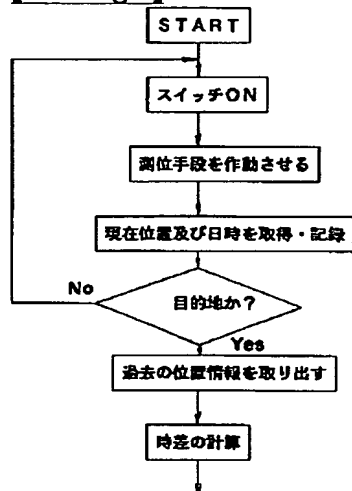 START
スイッチON
測位手段を作動させる
現在位置及び日時を取得・記録
目的地か？
No
Yes
過去の位置情報を取り出す
時差の計算